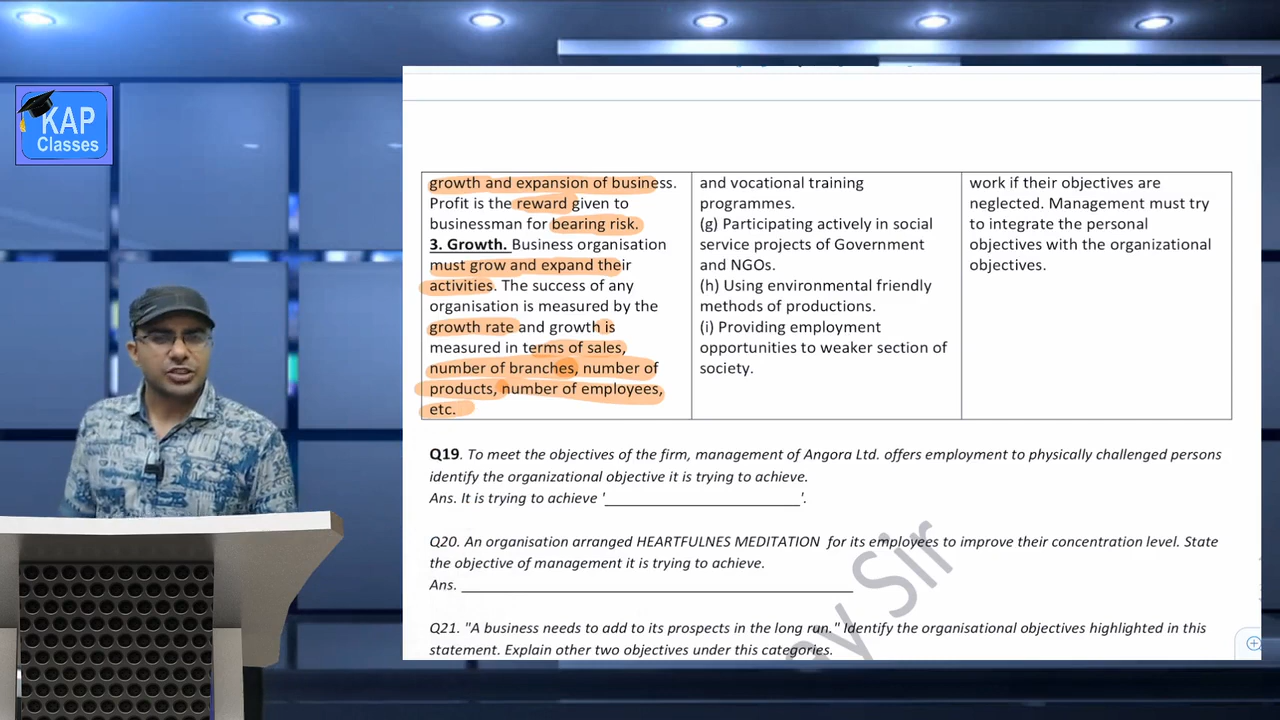 KAP
Classes
growth and expansion of business.
Profit is the reward given to
businessman for bearing risk.
3. Growth. Business organisation
must grow and expand their
activities. The success of any
organisation is measured by the
growth rate and growth is
measured in terms of sales,
number of branches, number of
products, number of employees,
etc.
and vocational training
programmes.
(g) Participating actively in social
service projects of Government
and NGOs.
(h) Using environmental friendly
methods of productions.
(i) Providing employment
opportunities to weaker section of
society.
work if their objectives are
neglected. Management must try
to integrate the personal
objectives with the organizational
objectives.
Q19. To meet the objectives of the firm, management of Angora Ltd. offers employment to physically challenged persons
identify the organizational objective it is trying to achieve.
Ans. It is trying to achieve '____________________________'.
Q20. An organisation arranged HEARTFULNES MEDITATION for its employees to improve their concentration level. State
the objective of management it is trying to achieve.
Ans. ________________________________________________________
Q21. "A business needs to add to its prospects in the long run." Identify the organisational objectives highlighted in this
statement. Explain other two objectives under this categories.
Sir